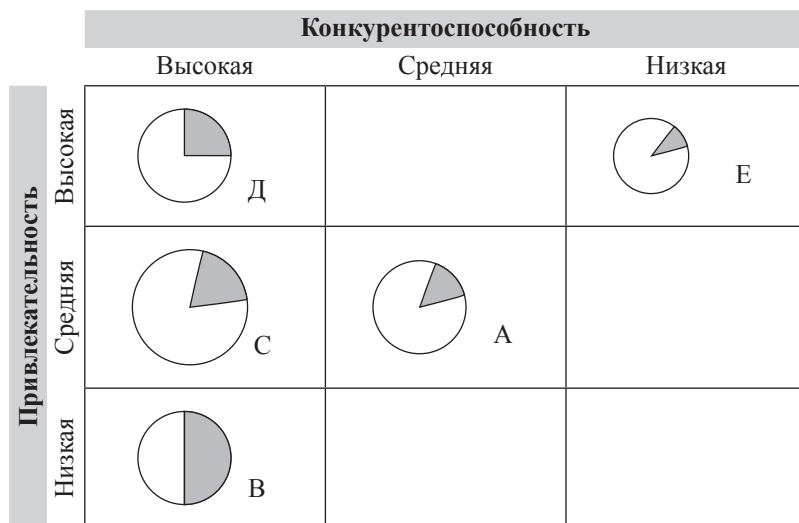 Конкурентоспособность
Высокая Средняя Низкая
Привлекательность
Высокая
Д
Е
Средняя
С
А
Низкая
В